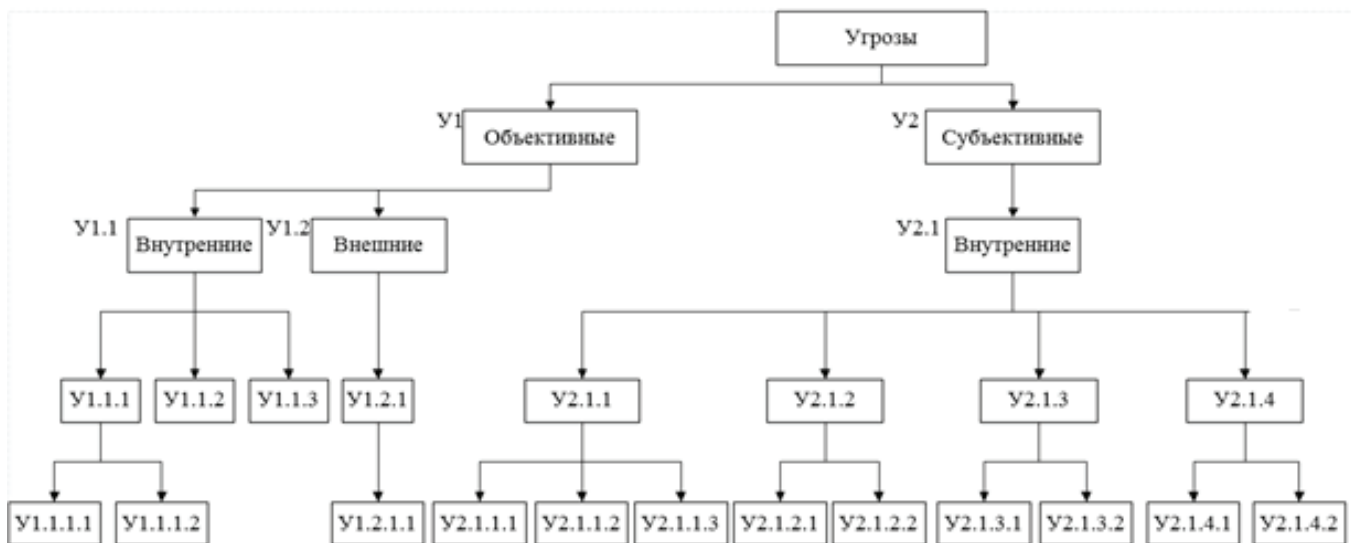 Угрозы
У1
Объективные
У2
Субъективные
У1.1
Внутренние
У1.2
Внешние
У2.1
Внутренние
У1.1.1
У1.1.2
У1.1.3
У1.2.1
У2.1.1
У2.1.2
У2.1.3
У2.1.4
У1.1.1.1
У1.1.1.2
У1.2.1.1
У2.1.1.1
У2.1.1.2
У2.1.1.3
У2.1.2.1
У2.1.2.2
У2.1.3.1
У2.1.3.2
У2.1.4.1
У2.1.4.2